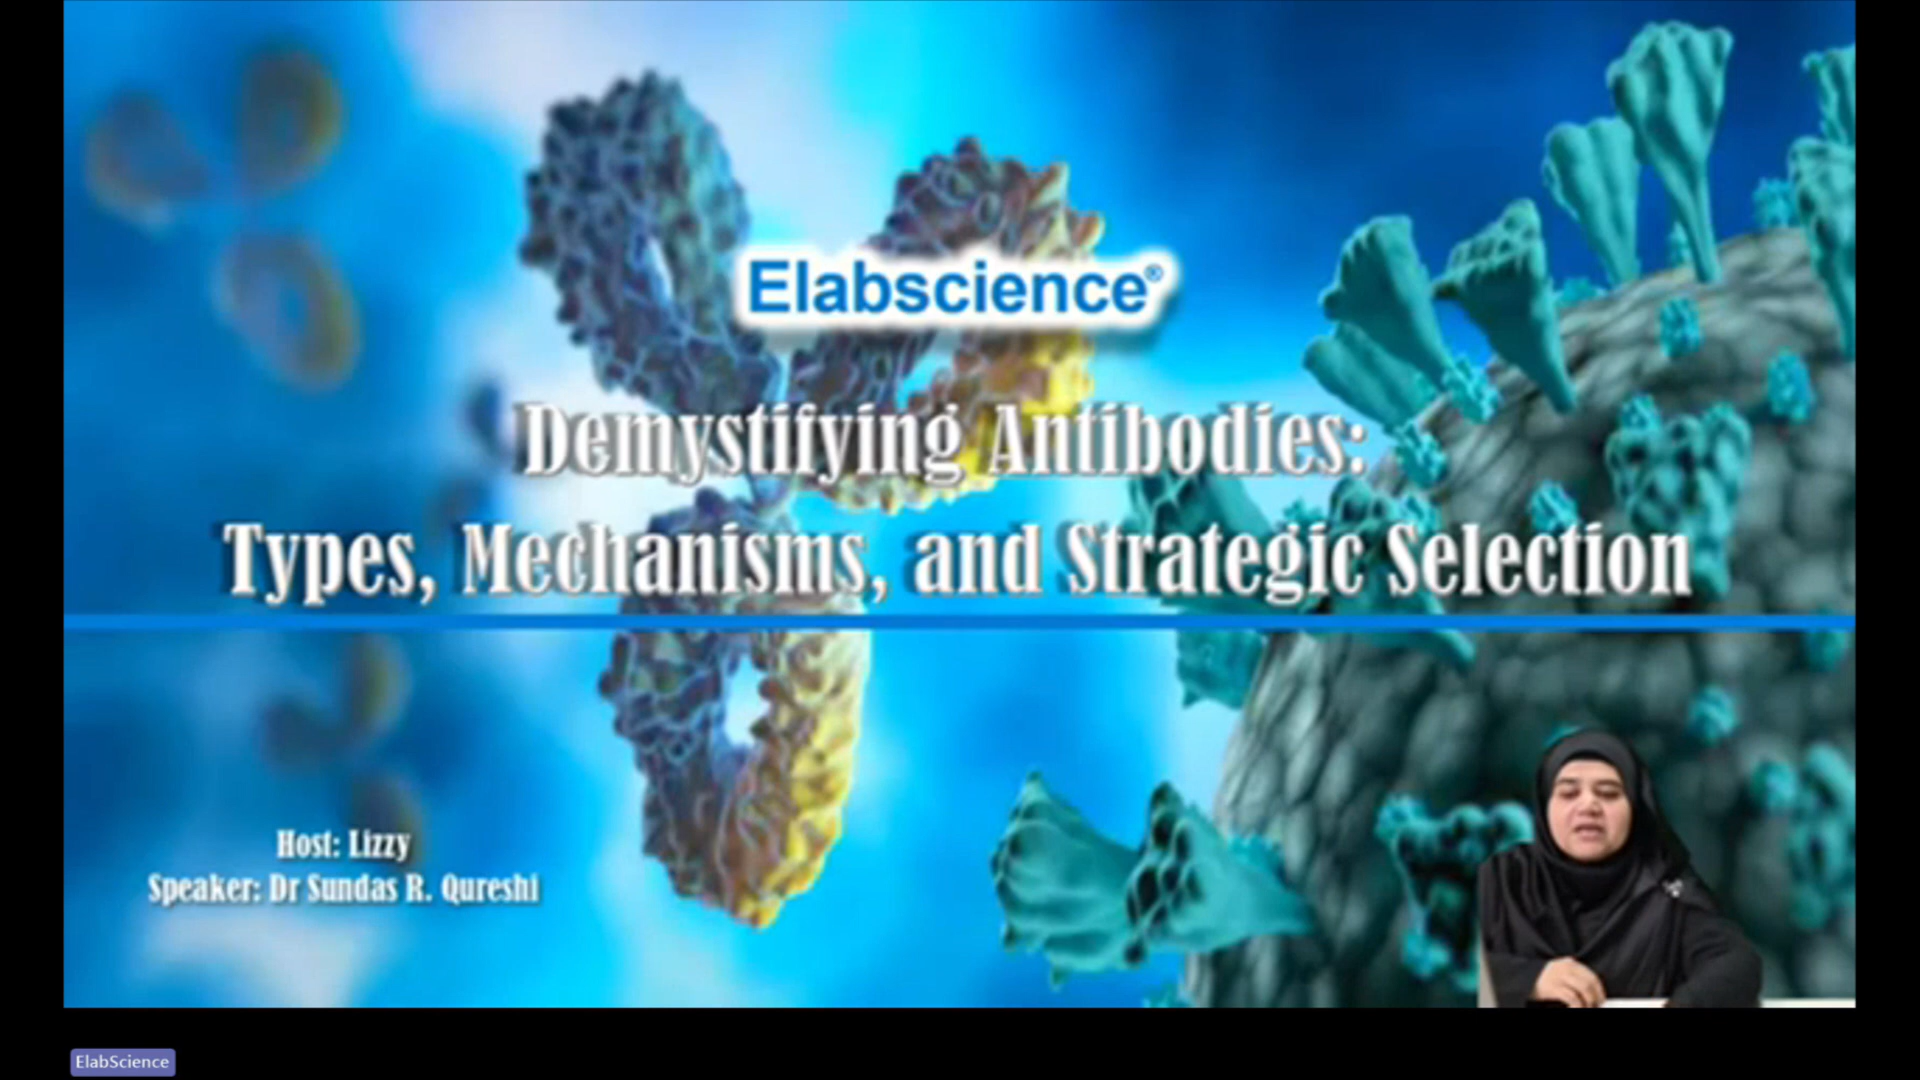 Elabscience®
Demystifying Antibodies:
Types, Mechanisms, and Strategic Selection
Host: Lizzy
Speaker: Dr Sundas R. Qureshi
ElabScience